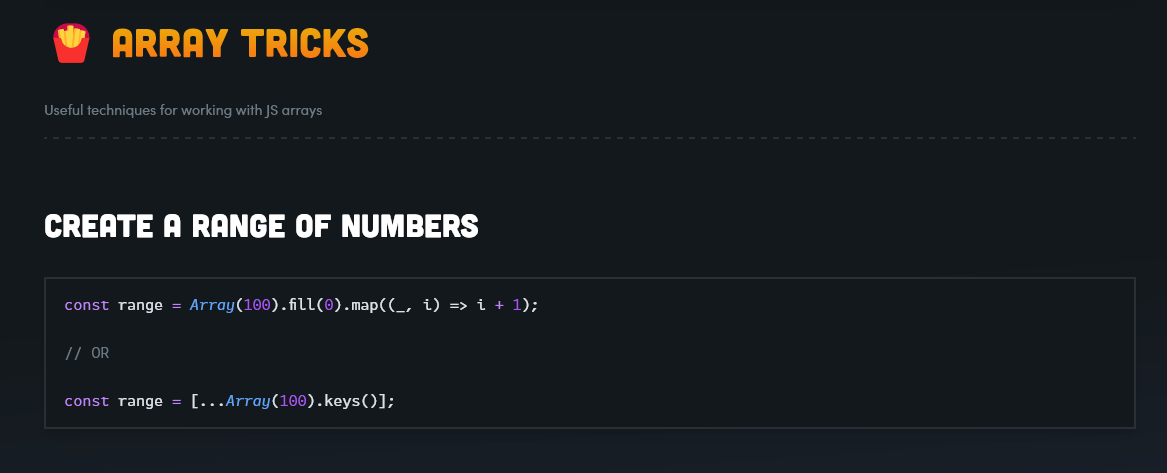 ARRAY TRICKS
Useful techniques for working with JS arrays
CREATE A RANGE OF NUMBERS
const range = Array(100).fill(0).map((_, i) => i + 1);
// OR
const range = [...Array(100).keys()];